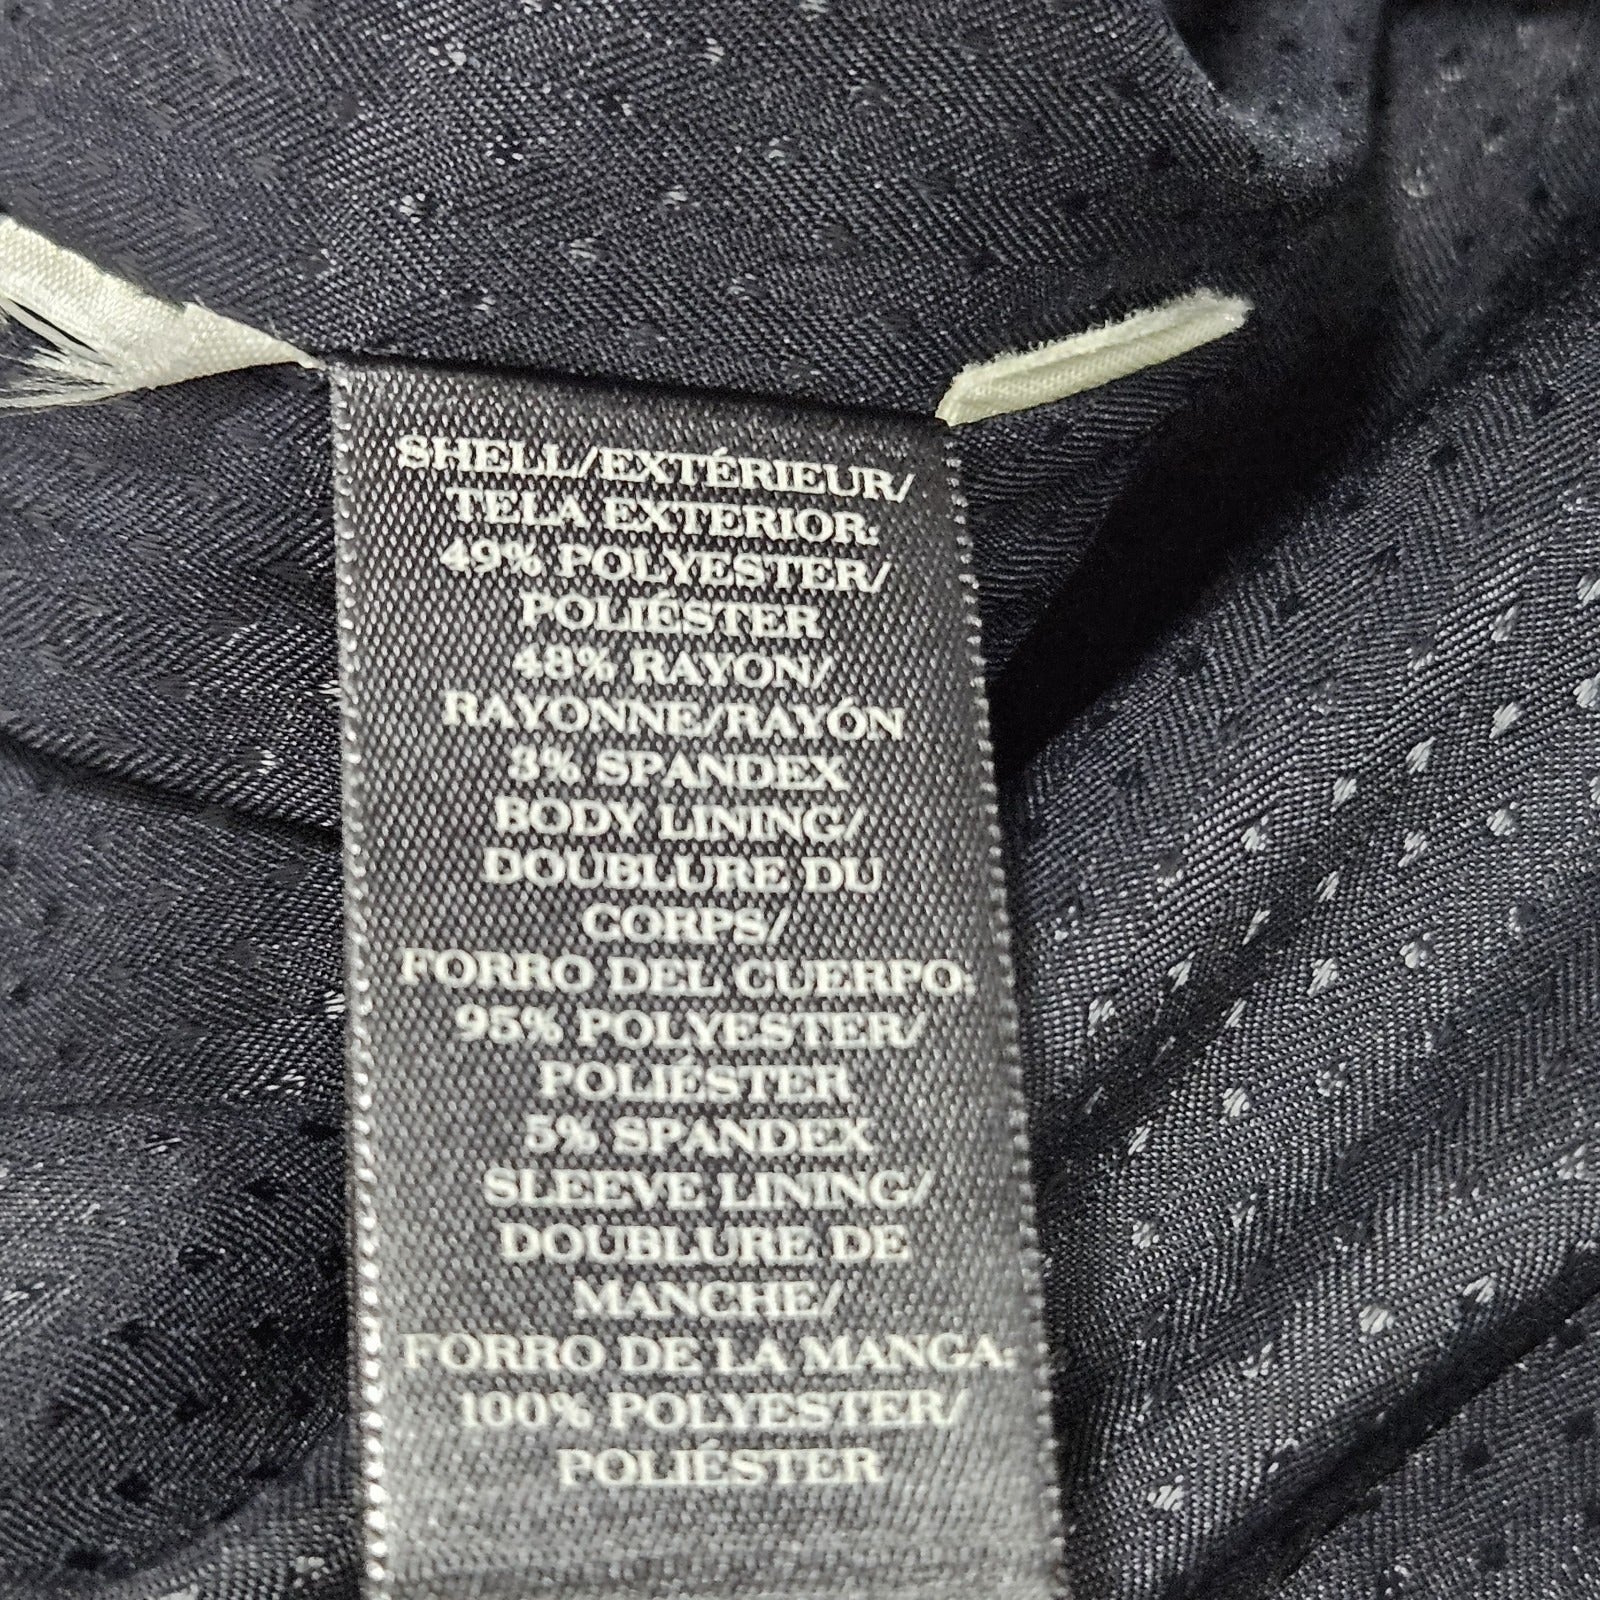 SHELL/EXTÉRIEUR/
TELA EXTERIOR:
49% POLYESTER/
POLIÉSTER
48% RAYON/
RAYONNE/RAYÓN
3% SPANDEX
BODY LINING/
DOUBLURE DU
CORPS/
FORRO DEL CUERPO:
95% POLYESTER/
POLIÉSTER
5% SPANDEX
SLEEVE LINING/
DOUBLURE DE
MANCHE/
FORRO DE LA MANGA:
100% POLYESTER/
POLIÉSTER